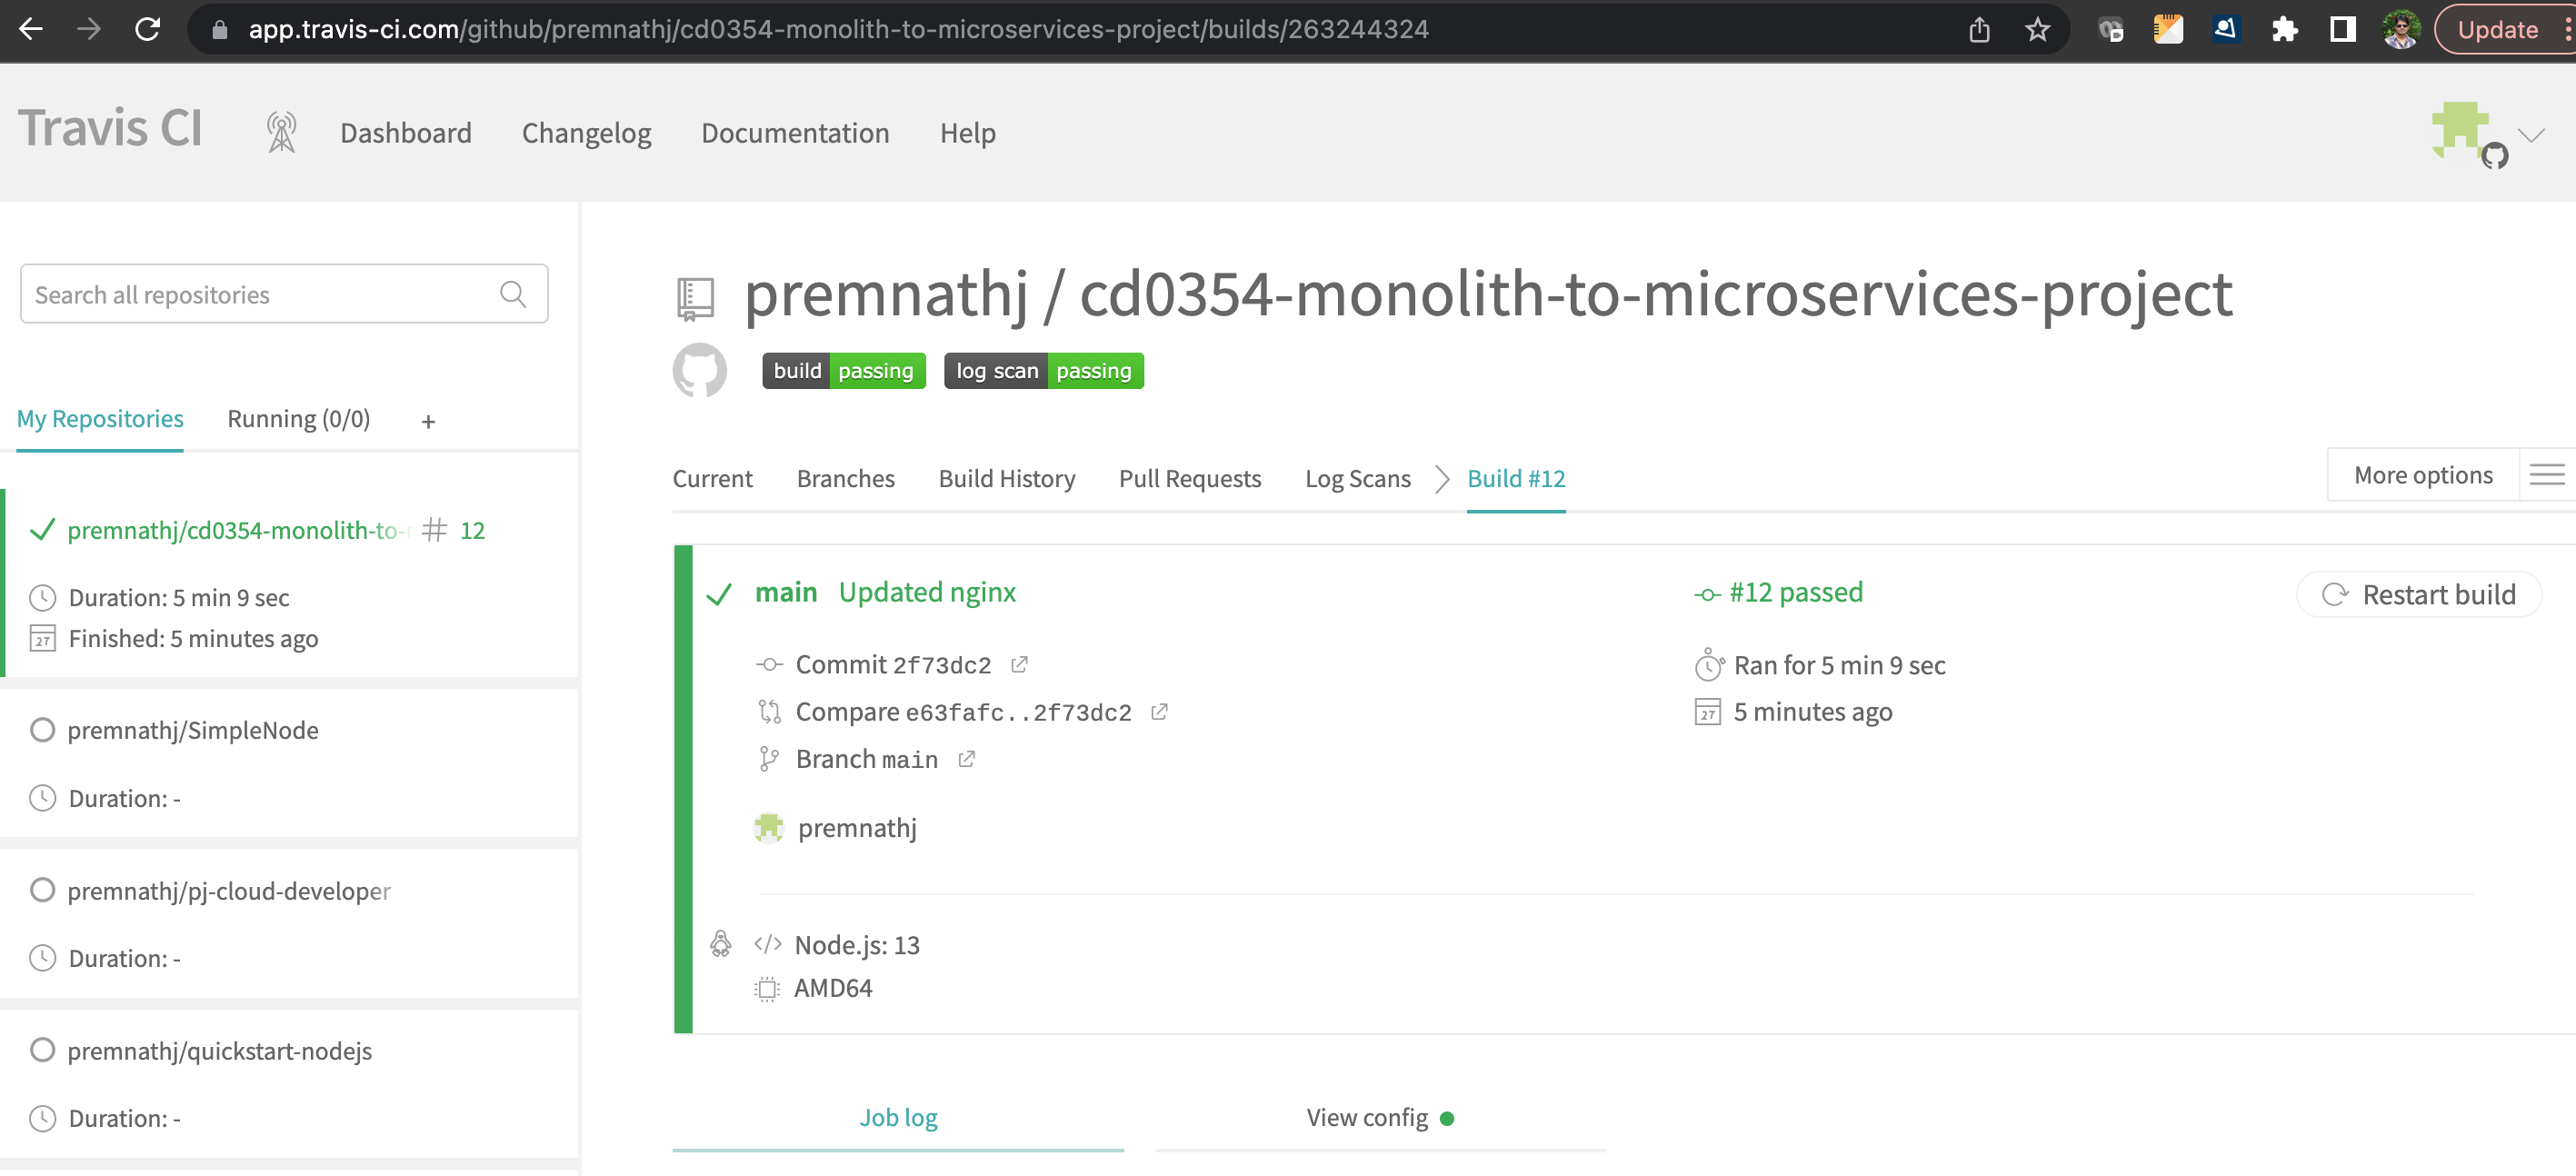 app.travis-ci.com/github/premnathj/cd0354-monolith-to-microservices-project/builds/263244324
Update
Travis CI
Dashboard
Changelog
Documentation
Help
Search all repositories
My Repositories
Running (0/0)
+
premnathj/cd0354-monolith-to-
# 12
Duration: 5 min 9 sec
27
Finished: 5 minutes ago
premnathj/SimpleNode
Duration: -
premnathj/pj-cloud-developer
Duration: -
premnathj/quickstart-nodejs
Duration: -
premnathj / cd0354-monolith-to-microservices-project
build passing
log scan passing
Current
Branches
Build History
Pull Requests
Log Scans
Build #12
More options
main Updated nginx
Commit 2f73dc2
Compare e63fafc..2f73dc2
Branch main
premnathj
#12 passed
Ran for 5 min 9 sec
27
5 minutes ago
Restart build
</> Node.js: 13
AMD64
Job log
View config